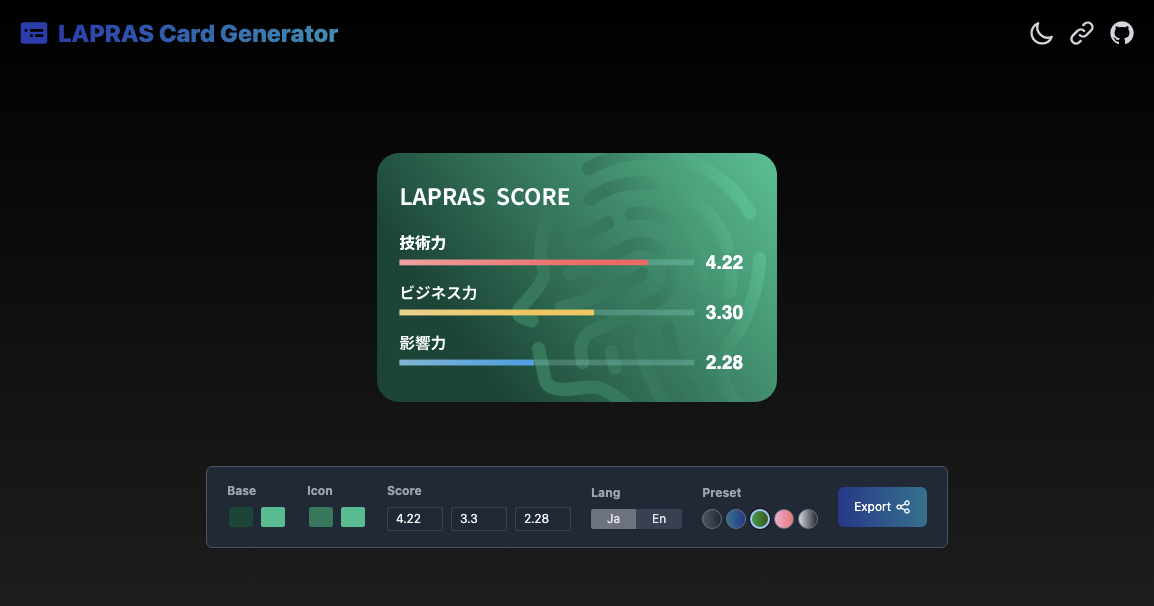 LAPRAS Card Generator
LAPRAS SCORE
技術力
4.22
ビジネス力
3.30
影響力
2.28
Base Icon Score Lang Preset
4.22 3.3 2.28 Ja En Export